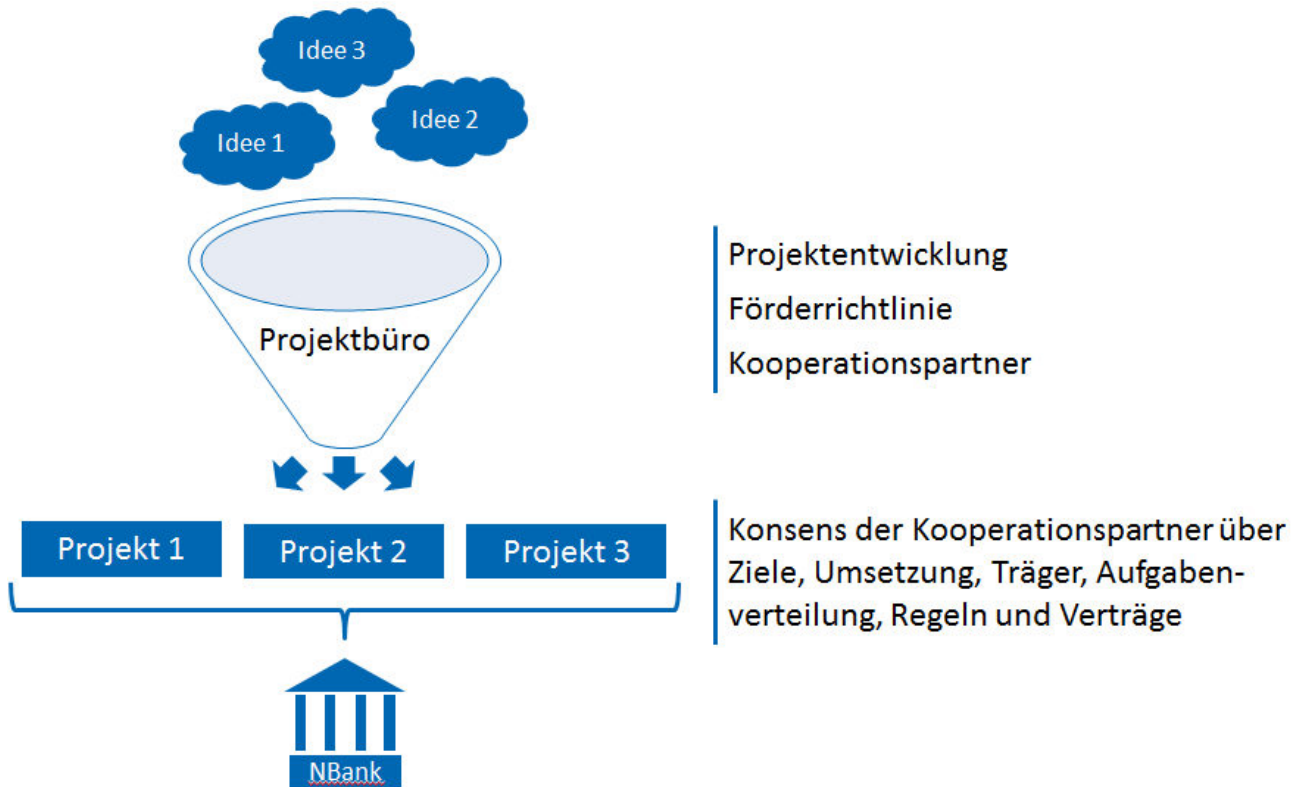 Idee 3
Idee 2
Idee 1
Projektbüro
Projektentwicklung
Förderrichtlinie
Kooperationspartner
Projekt 1
Projekt 2
Projekt 3
Konsens der Kooperationspartner über
Ziele, Umsetzung, Träger, Aufgaben-
verteilung, Regeln und Verträge
NBank